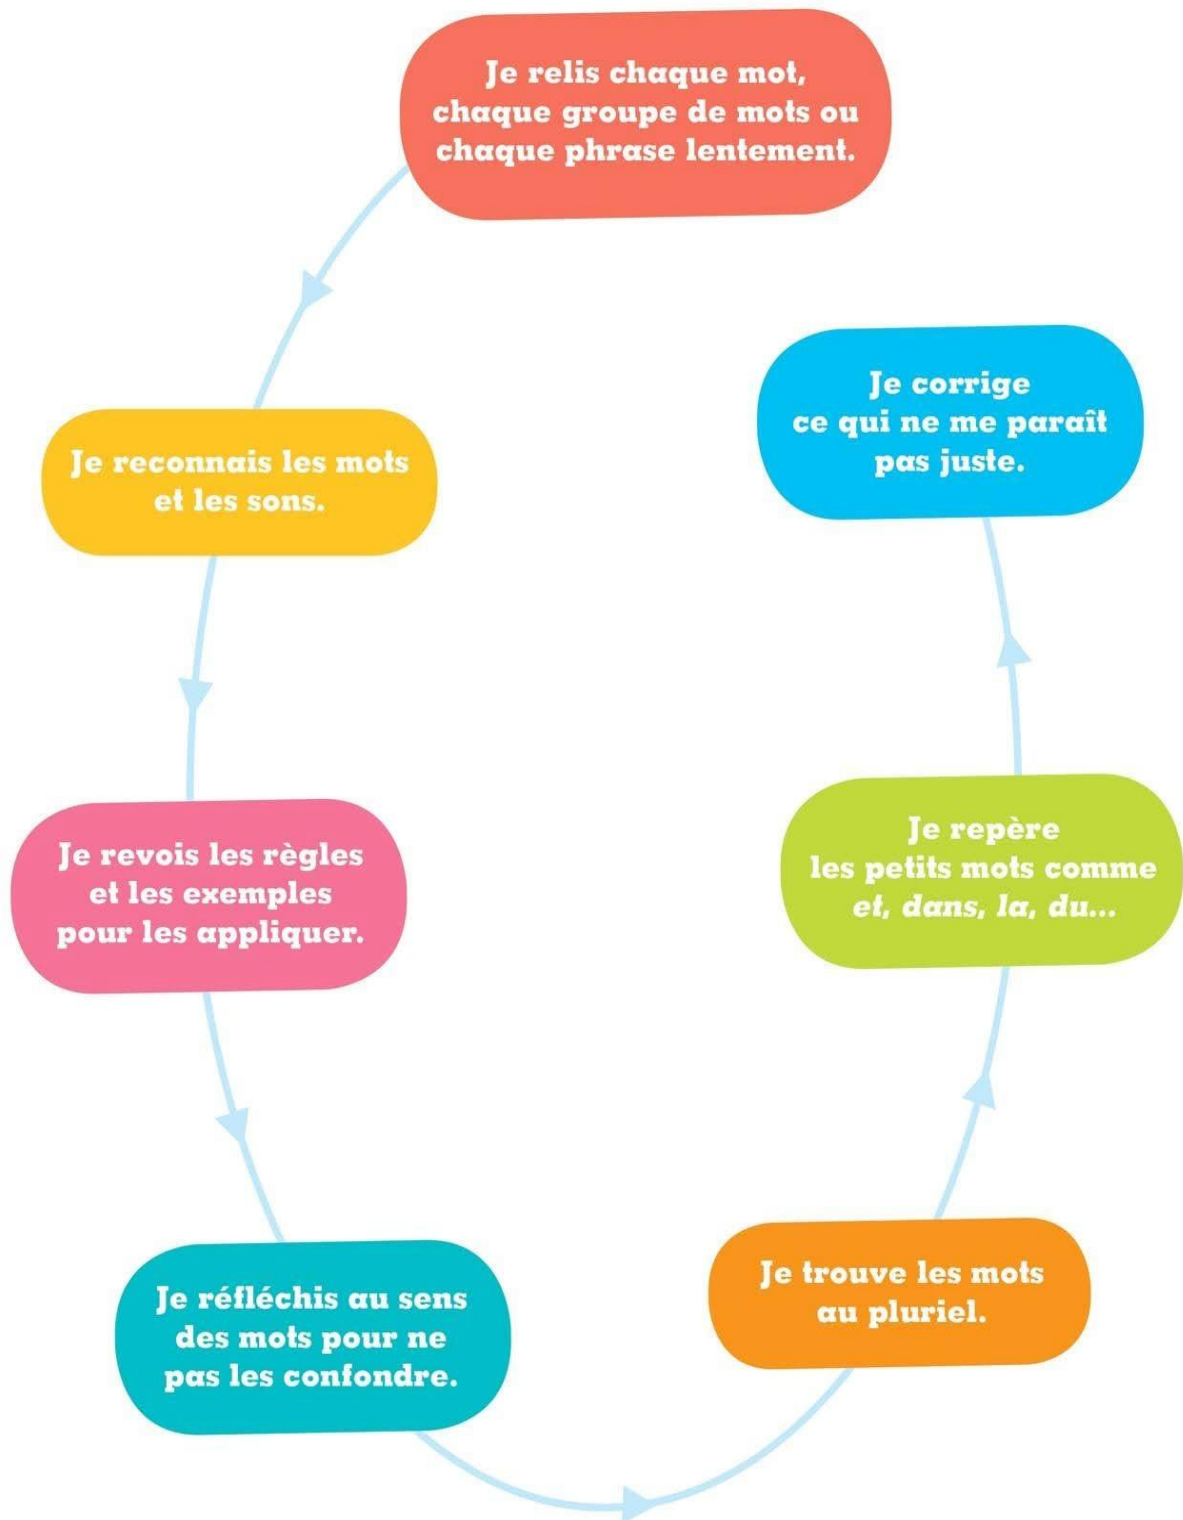 Je relis chaque mot,
chaque groupe de mots ou
chaque phrase lentement.
Je reconnais les mots
et les sons.
Je revois les règles
et les exemples
pour les appliquer.
Je réfléchis au sens
des mots pour ne
pas les confondre.
Je trouve les mots
au pluriel.
Je repère
les petits mots comme
et, dans, la, du...
Je corrige
ce qui ne me paraît
pas juste.